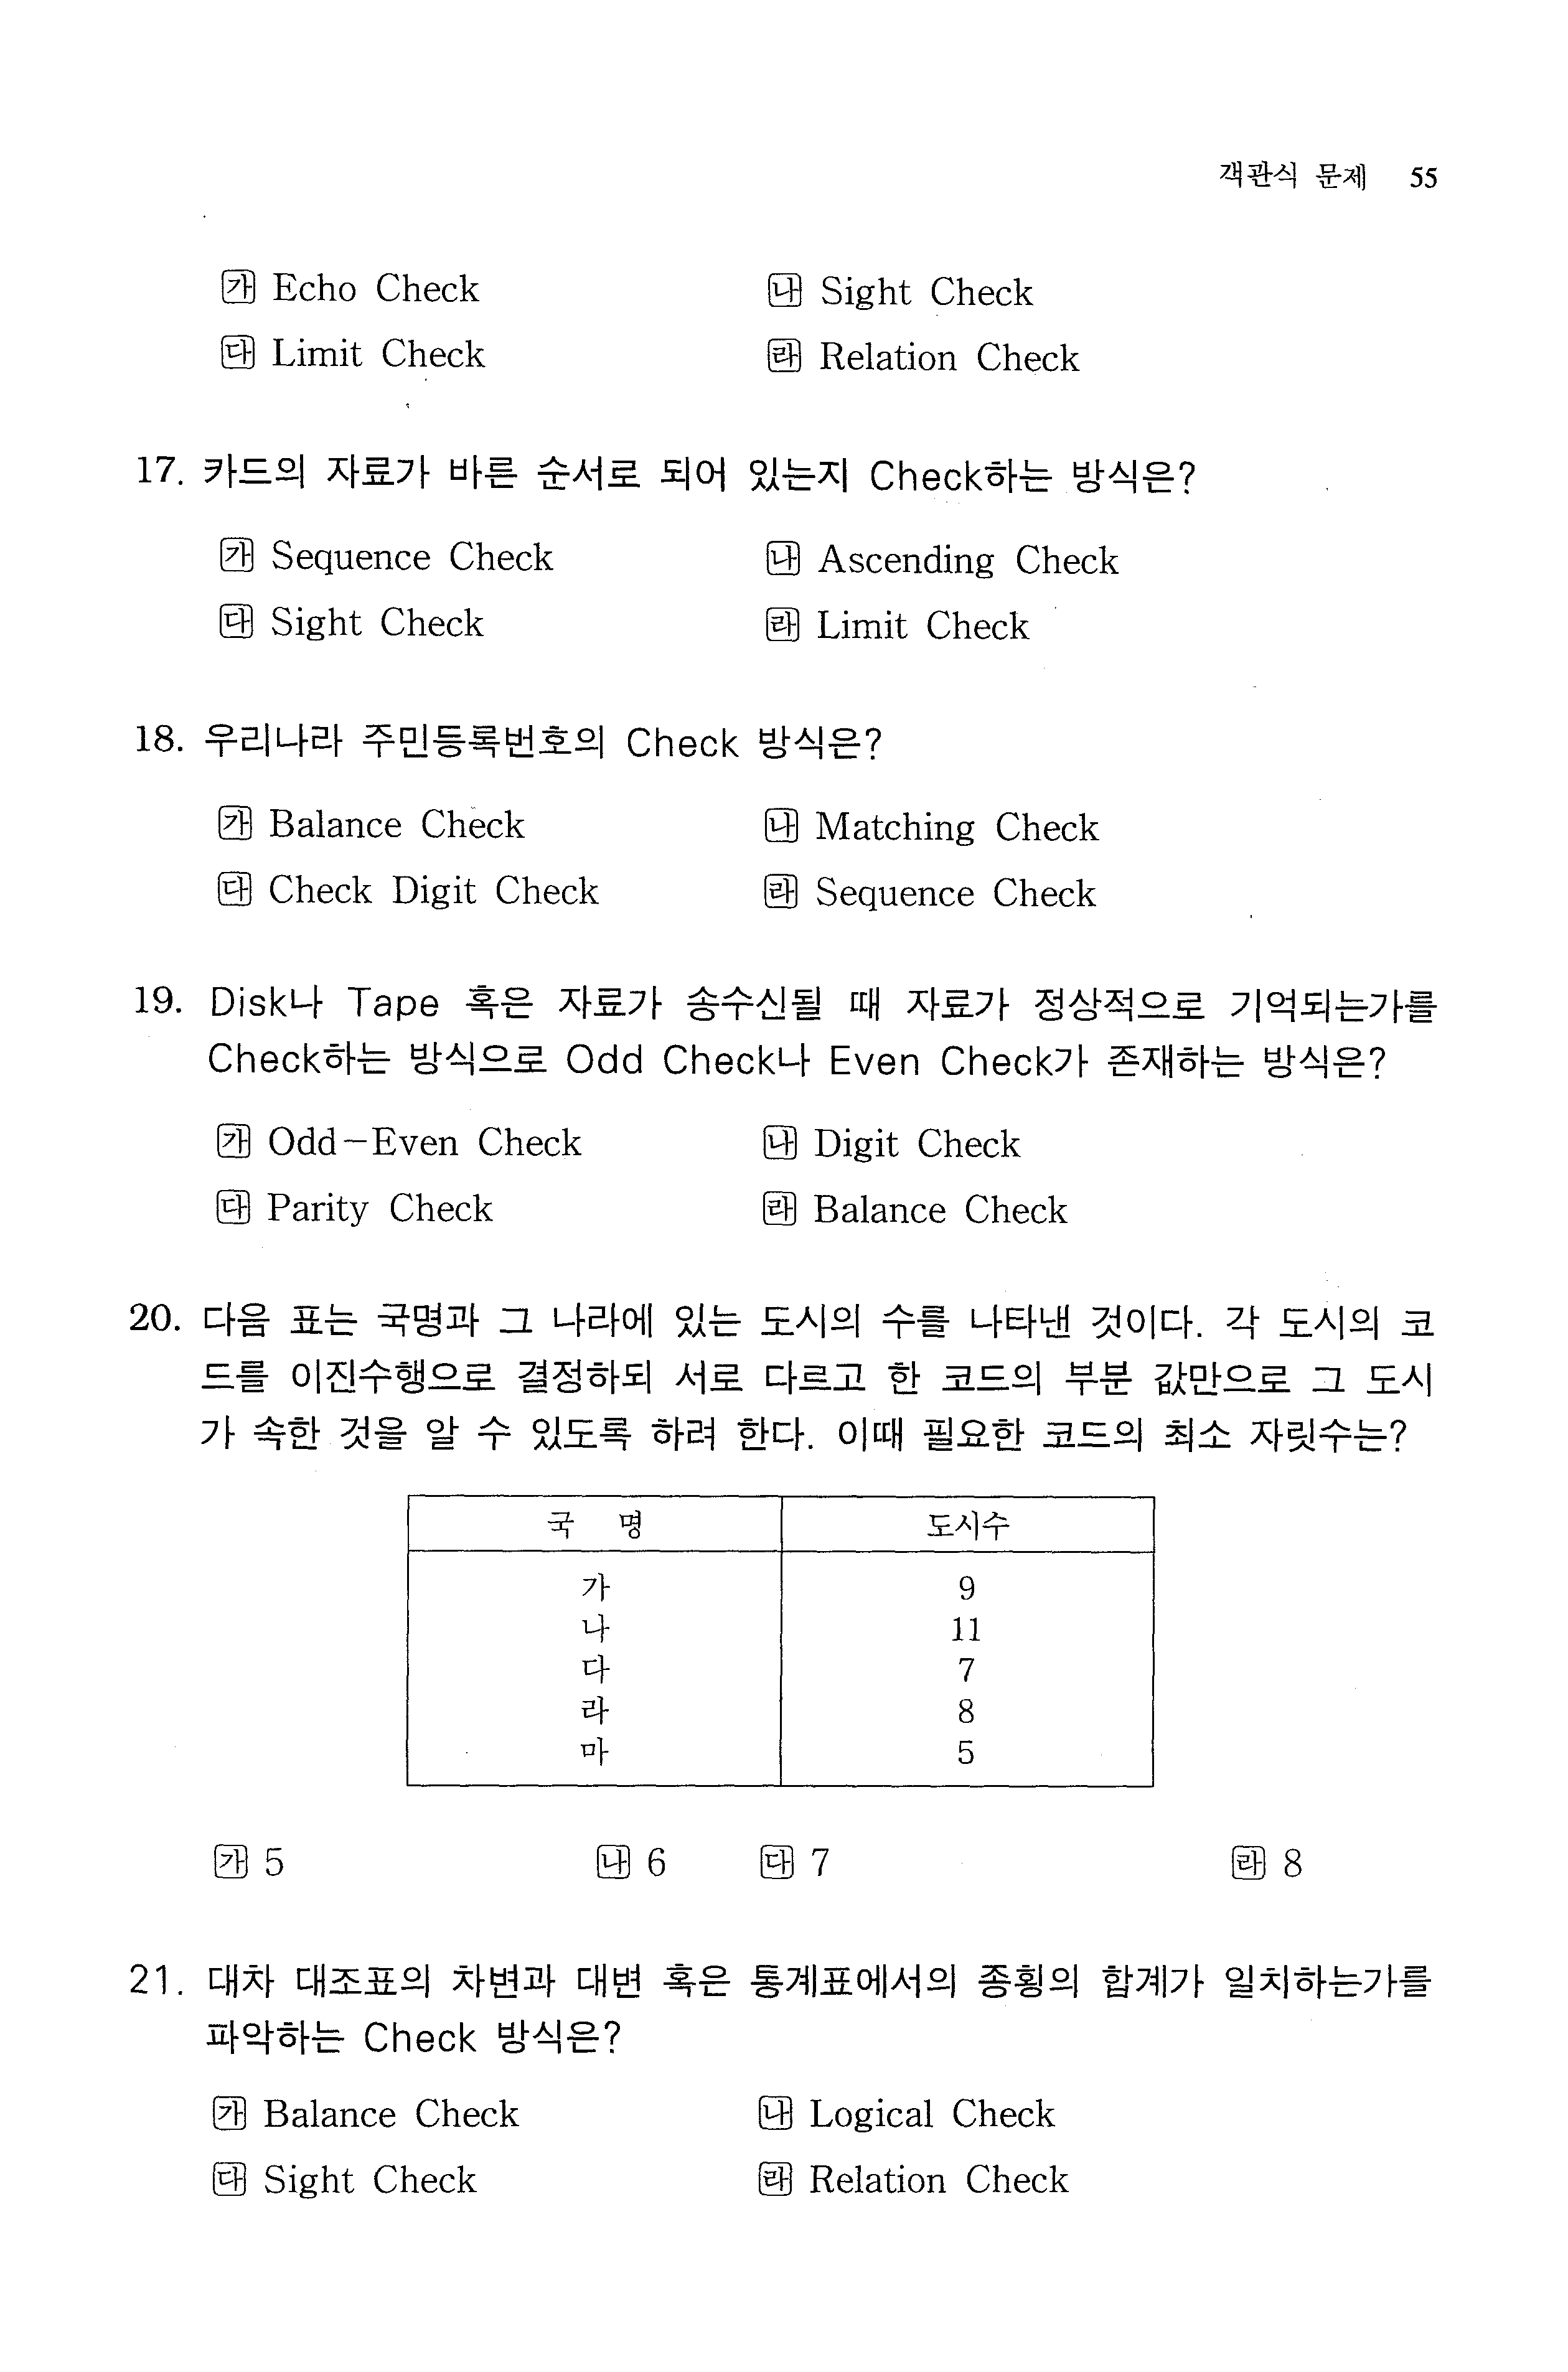 객관식 문제 55
㉮ Echo Check ㉯ Sight Check
㉰ Limit Check ㉱ Relation Check
17. 카드의 자료가 바른 순서로 되어 있는지 Check하는 방식은?
㉮ Sequence Check ㉯ Ascending Check
㉰ Sight Check ㉱ Limit Check
18. 우리나라 주민등록번호의 Check 방식은?
㉮ Balance Check ㉯ Matching Check
㉰ Check Digit Check ㉱ Sequence Check
19. Disk나 Tape 혹은 자료가 송수신될 때 자료가 정상적으로 기억되는가를
Check하는 방식으로 Odd Check나 Even Check가 존재하는 방식은?
㉮ Odd-Even Check ㉯ Digit Check
㉰ Parity Check ㉱ Balance Check
20. 다음 표는 국명과 그 나라에 있는 도시의 수를 나타낸 것이다. 각 도시의 코
드를 이진수행으로 결정하되 서로 다르고 한 코드의 부분 값만으로 그 도시
가 속한 것을 알 수 있도록 하려 한다. 이때 필요한 코드의 최소 자릿수는?
국 명 도시수
가 9
나 11
다 7
라 8
마 5
㉮ 5 ㉯ 6 ㉰ 7 ㉱ 8
21. 대차 대조표의 차변과 대변 혹은 통계표에서의 종횡의 합계가 일치하는가를
파악하는 Check 방식은?
㉮ Balance Check ㉯ Logical Check
㉰ Sight Check ㉱ Relation Check